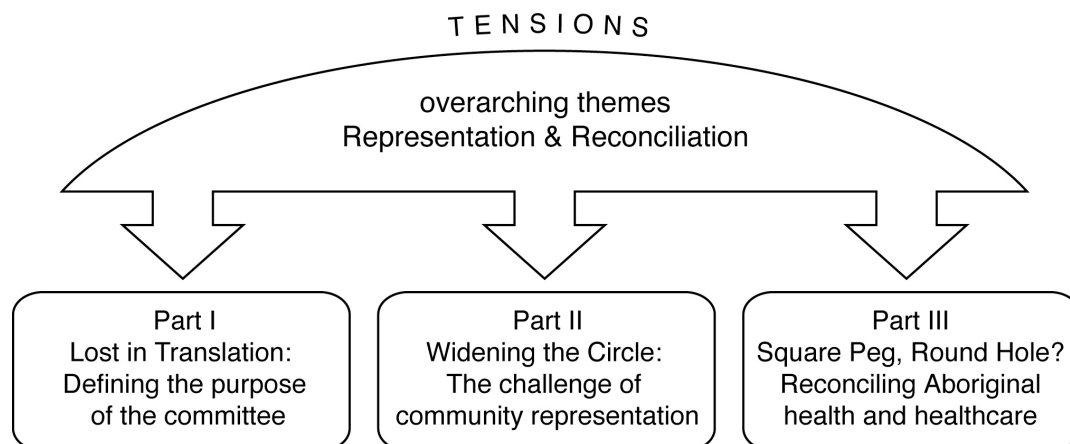 TENSIONS
overarching themes
Representation & Reconciliation
Part I
Lost in Translation:
Defining the purpose
of the committee
Part II
Widening the Circle:
The challenge of
community representation
Part III
Square Peg, Round Hole?
Reconciling Aboriginal
health and healthcare